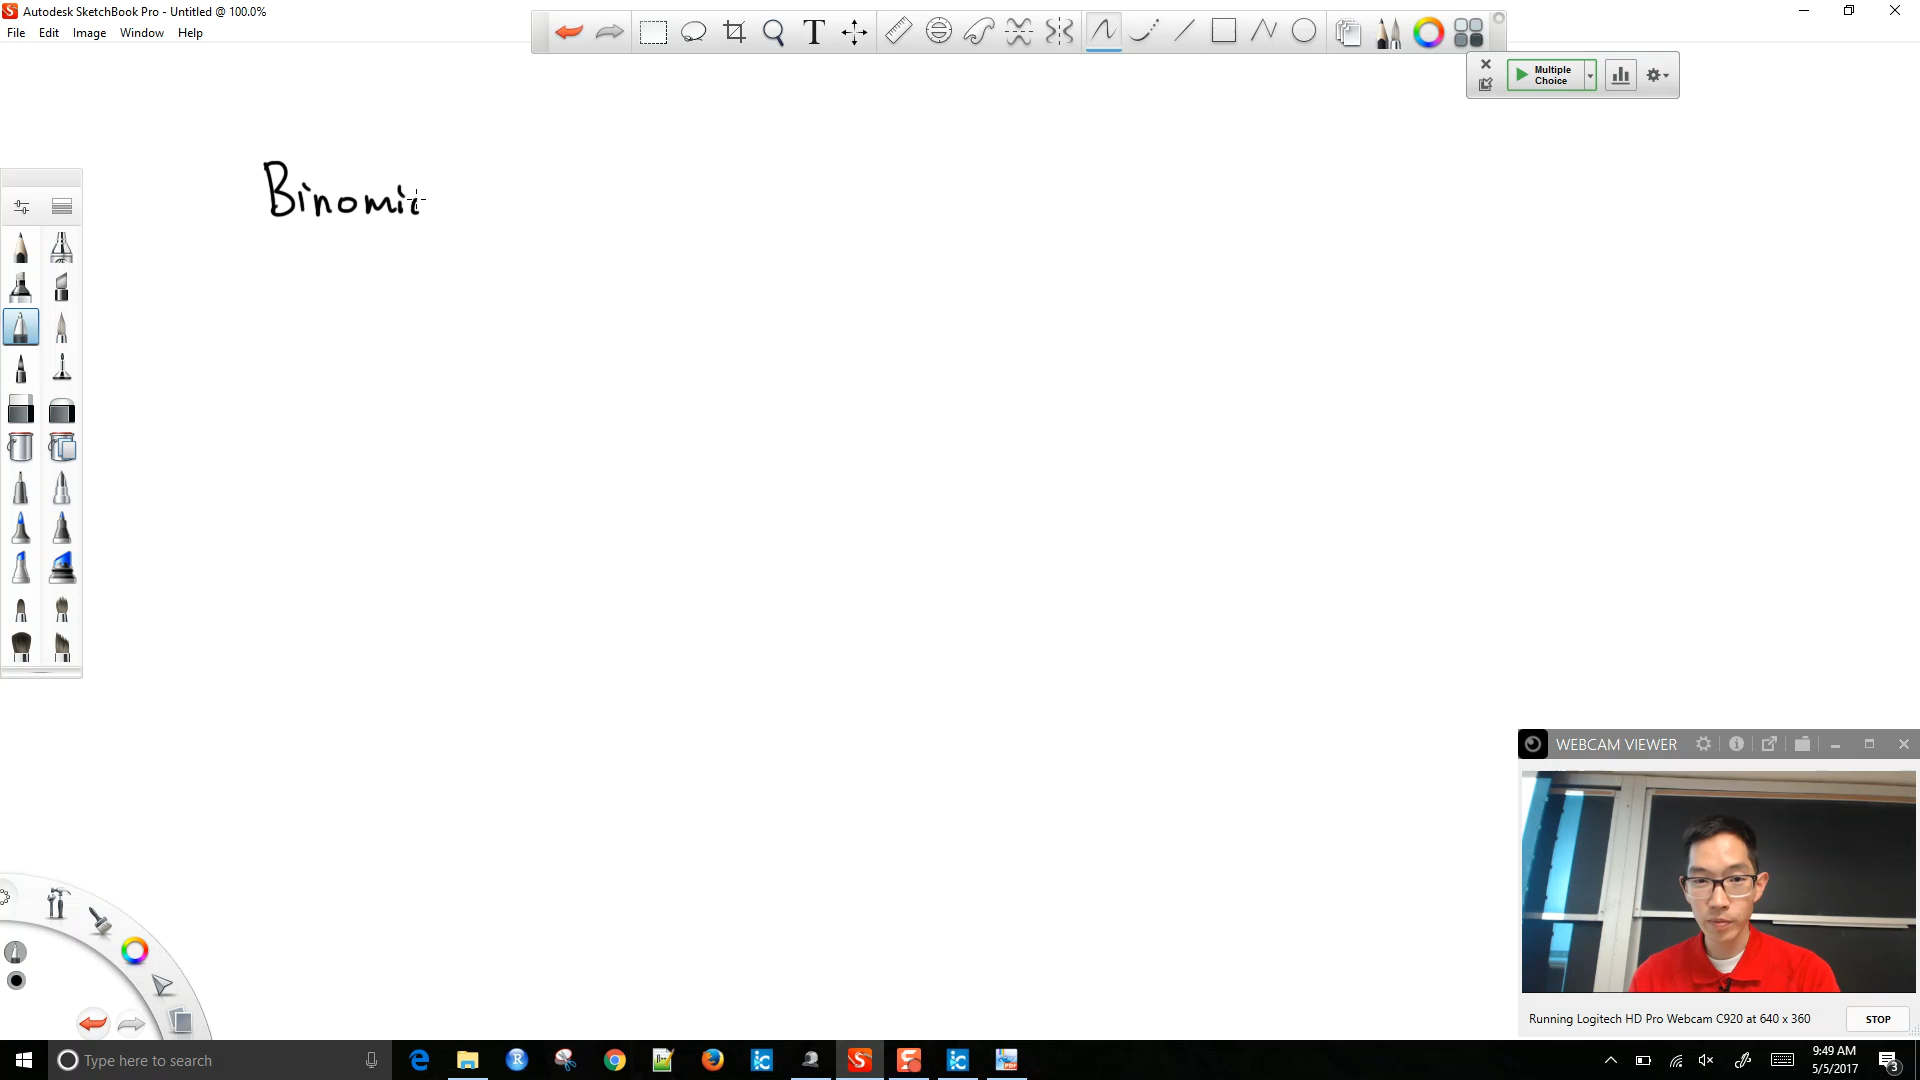 Autodesk SketchBook Pro - Untitled @ 100.0%
File Edit Image Window Help
T
Multiple
Choice
Binomi
WEBCAM VIEWER
Running Logitech HD Pro Webcam C920 at 640 x 360
STOP
Type here to search
9:49 AM
5/5/2017
3